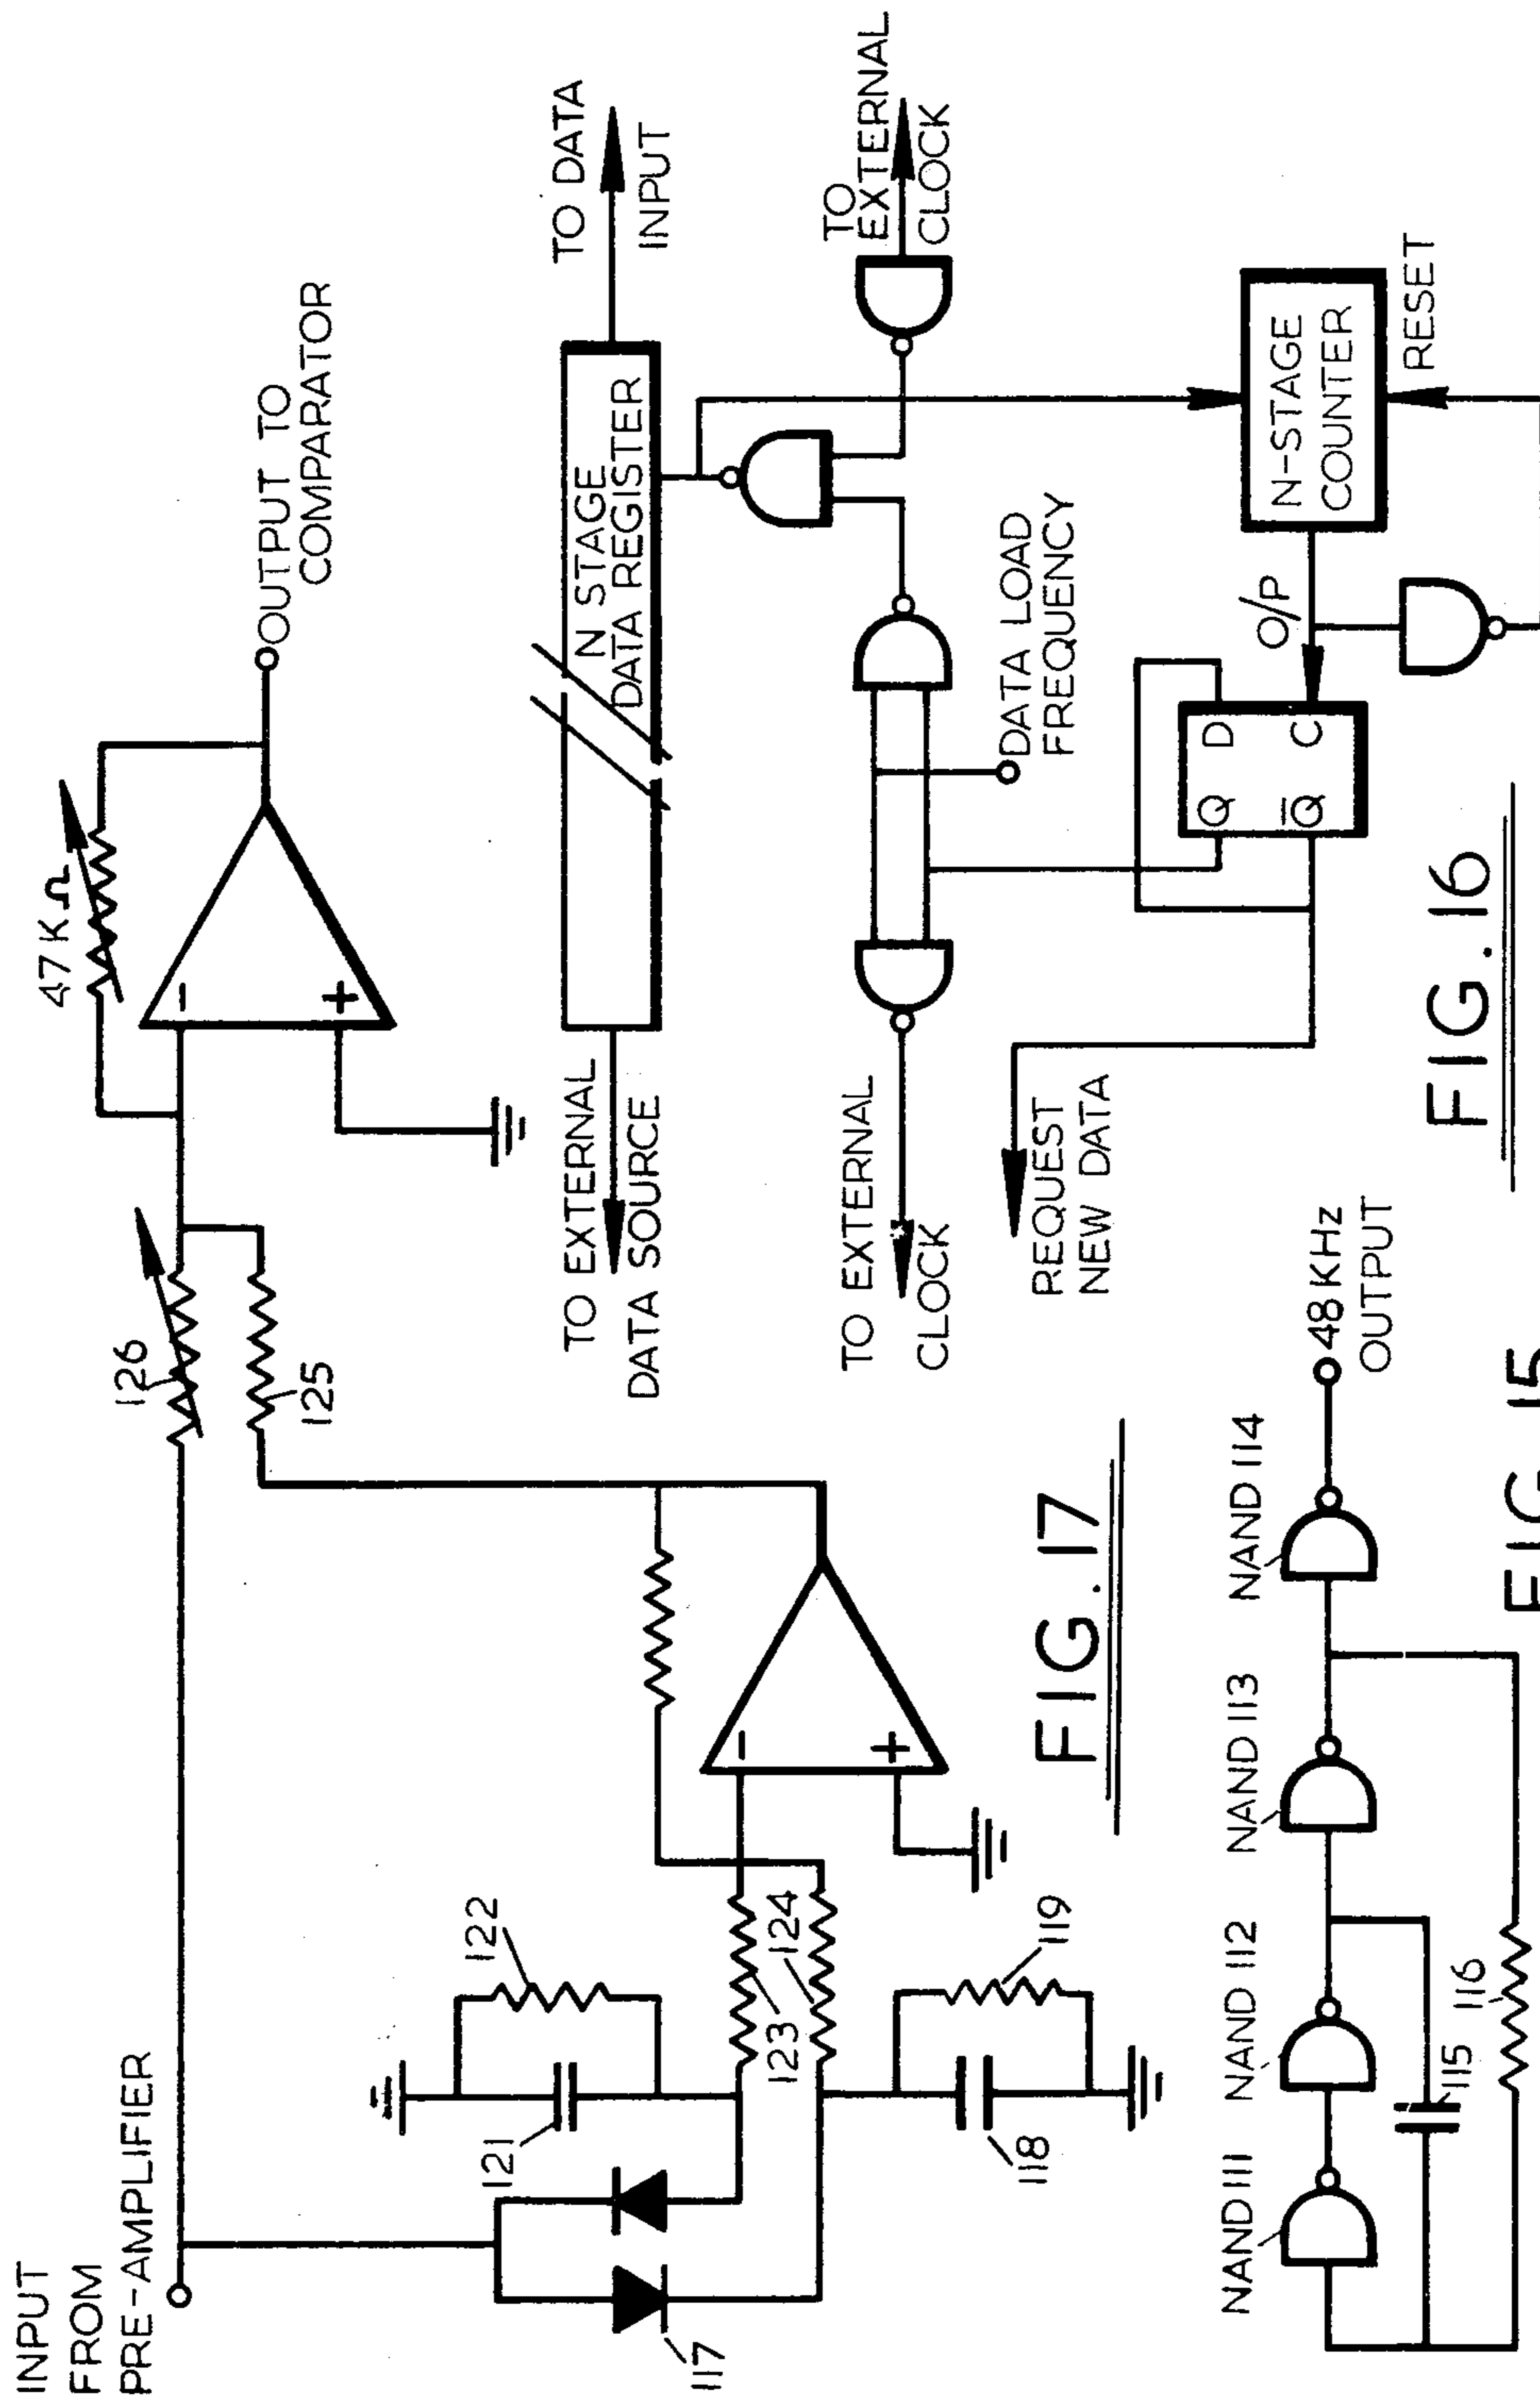 INPUT
FROM
PRE-AMPLIFIER
126
125
47 K Ω
-
+
OUTPUT TO
COMPARATOR
117
121
122
123
124
118
119
-
+
FIG. 17
TO EXTERNAL
DATA SOURCE
N STAGE
DATA REGISTER
TO DATA
INPUT
TO EXTERNAL
CLOCK
TO
EXTERNAL
CLOCK
DATA LOAD
FREQUENCY
REQUEST
NEW DATA
Q
D
Q̅
C
O/P
N-STAGE
COUNTER
RESET
FIG. 16
NAND 111
NAND 112
NAND 113
NAND 114
115
116
48 KHz
OUTPUT
FIG. 15